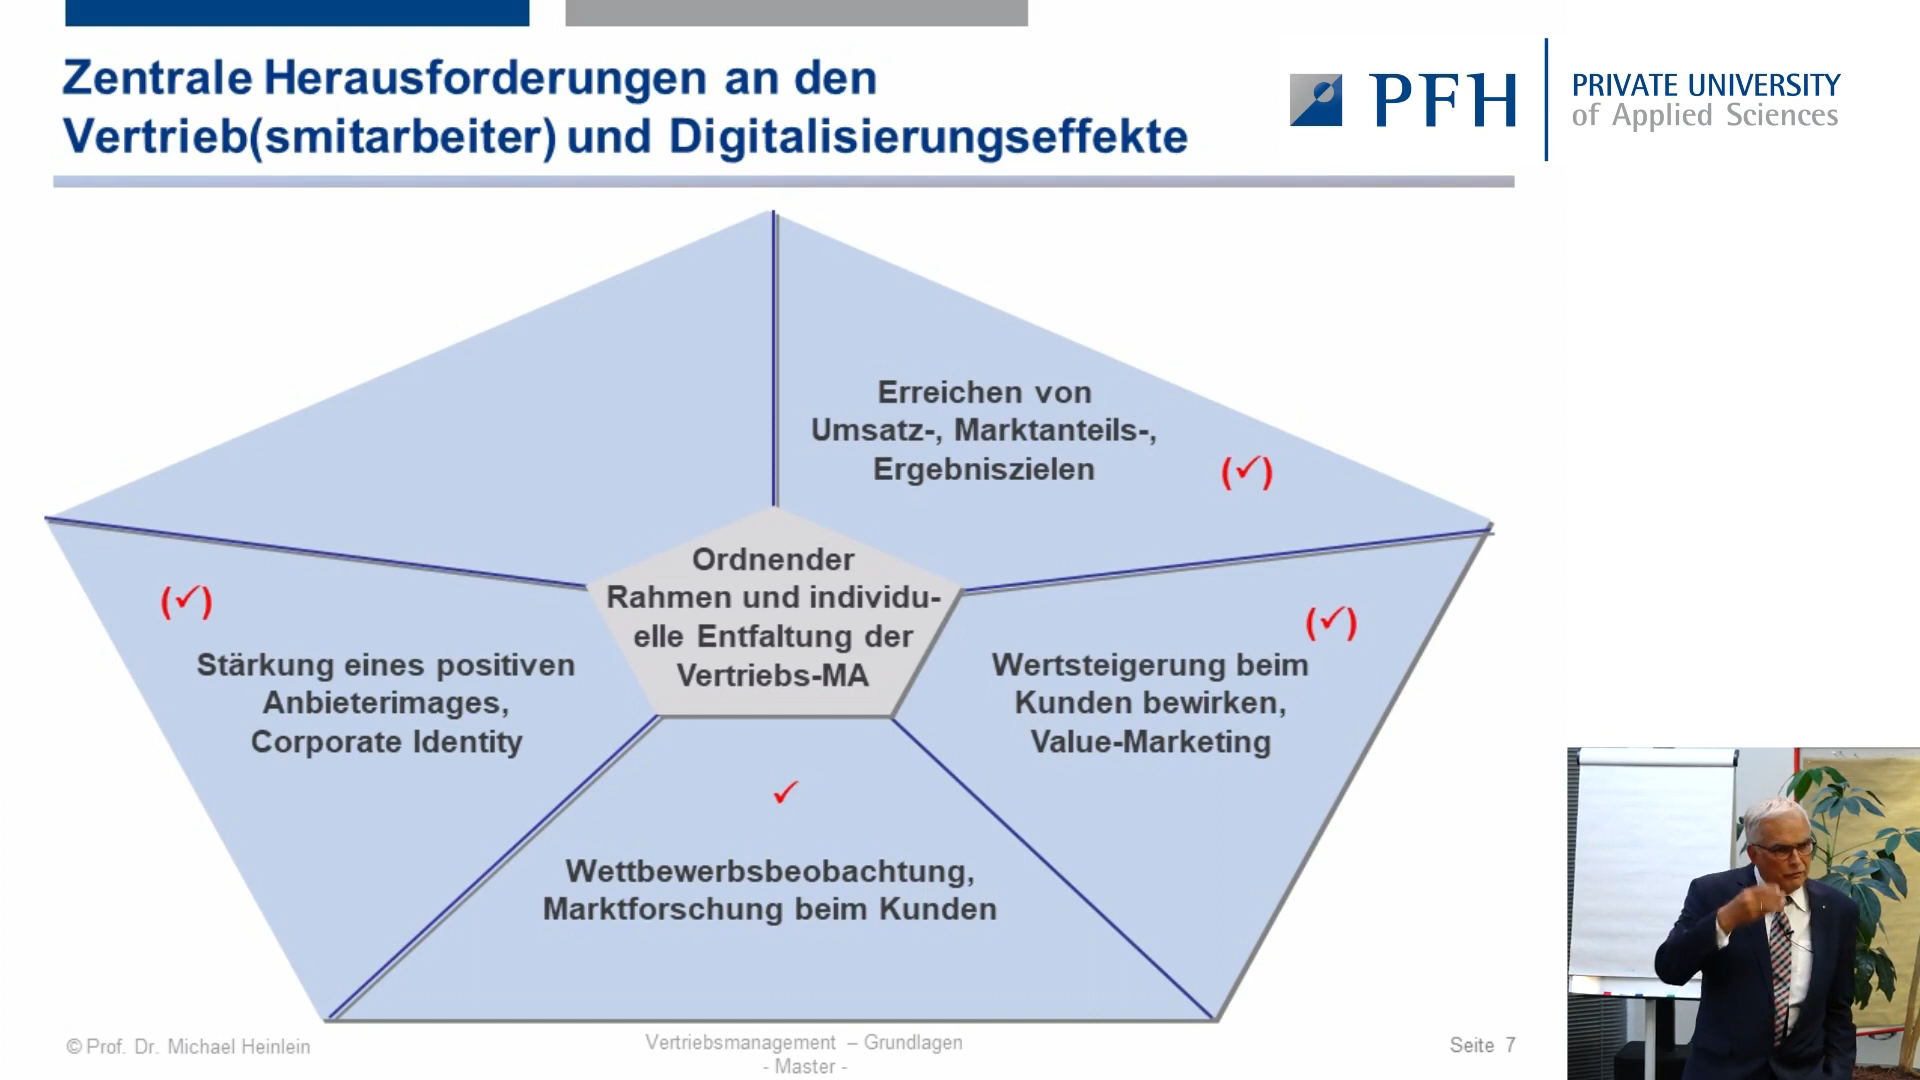 Zentrale Herausforderungen an den
Vertrieb(smitarbeiter) und Digitalisierungseffekte
PFH
PRIVATE UNIVERSITY
of Applied Sciences
Erreichen von
Umsatz-, Marktanteils-,
Ergebniszielen
(✓)
Ordnender
Rahmen und individu-
elle Entfaltung der
Vertriebs-MA
(✓)
Stärkung eines positiven
Anbieterimages,
Corporate Identity
(✓)
Wertsteigerung beim
Kunden bewirken,
Value-Marketing
✓
Wettbewerbsbeobachtung,
Marktforschung beim Kunden
© Prof. Dr. Michael Heinlein
Vertriebsmanagement – Grundlagen
- Master -
Seite 7